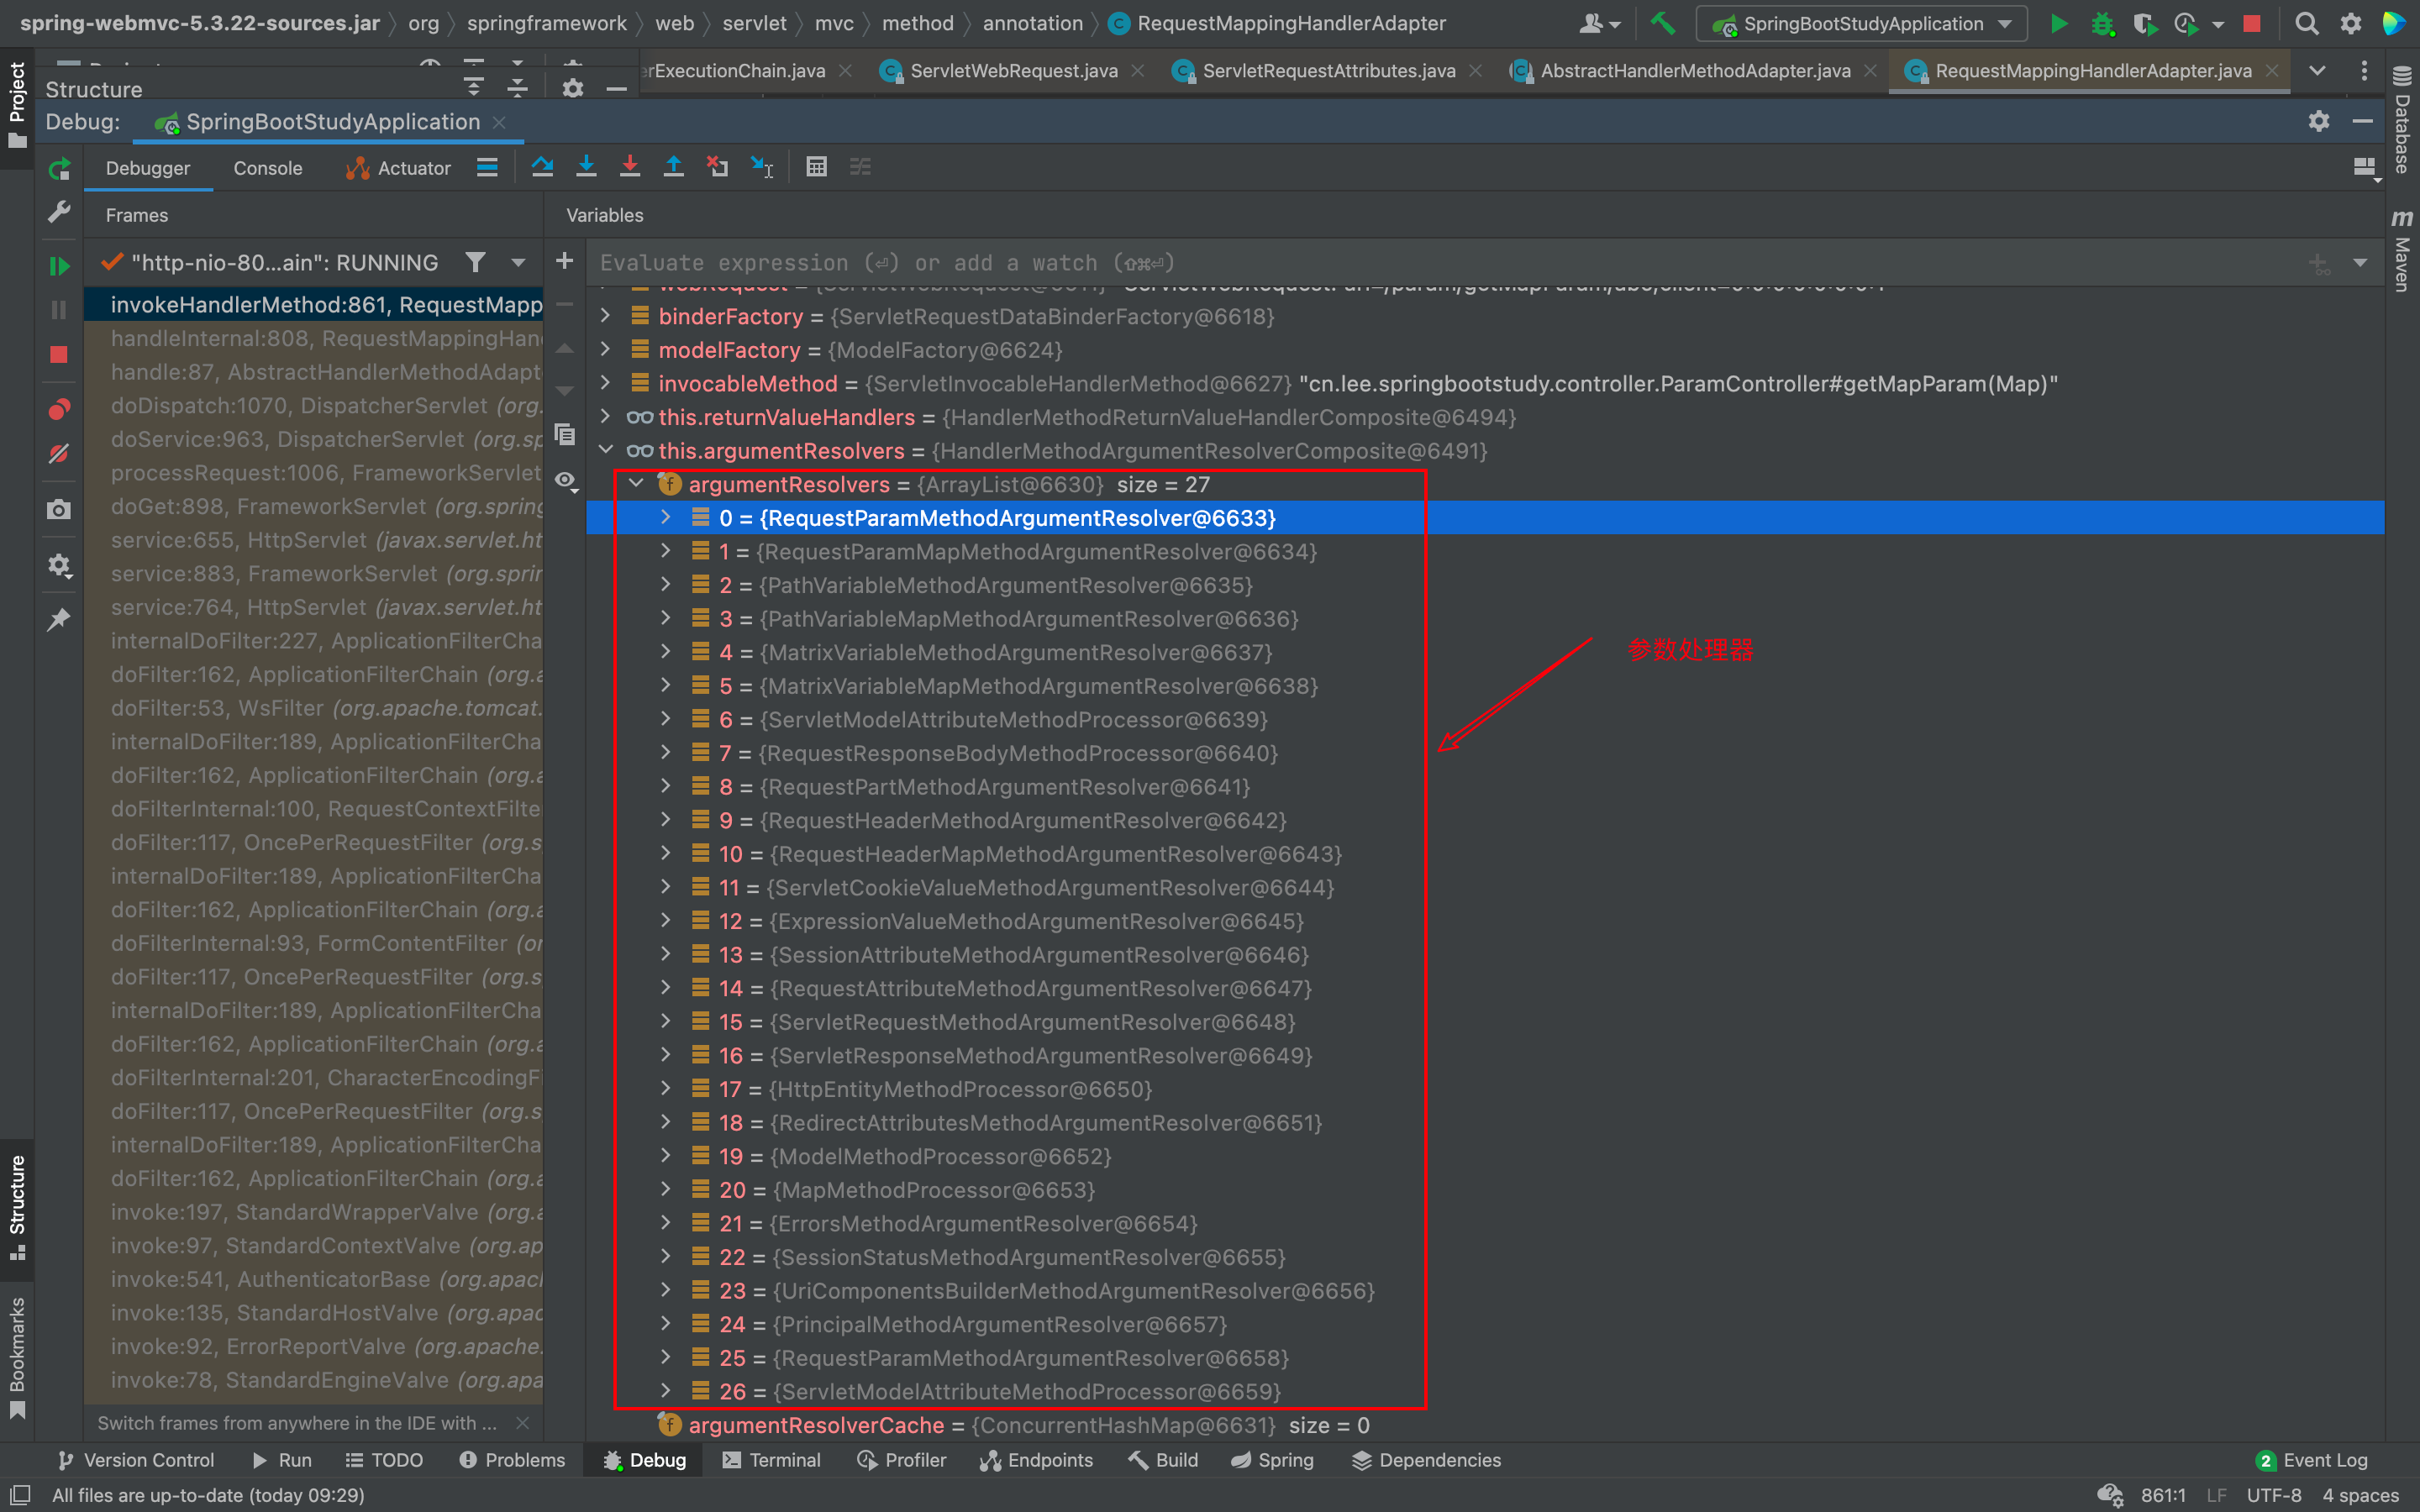 spring-webmvc-5.3.22-sources.jar org springframework web servlet mvc method annotation RequestMappingHandlerAdapter SpringBootStudyApplication
erExecutionChain.java ServletWebRequest.java ServletRequestAttributes.java AbstractHandlerMethodAdapter.java RequestMappingHandlerAdapter.java
Structure
Debug: SpringBootStudyApplication
Debugger Console Actuator
Frames Variables
"http-nio-80...ain": RUNNING
Evaluate expression (⏎) or add a watch (⇧⌘⏎)
invokeHandlerMethod:861, RequestMapp
handleInternal:808, RequestMappingHan
handle:87, AbstractHandlerMethodAdapt
doDispatch:1070, DispatcherServlet (org.
doService:963, DispatcherServlet (org.sp
processRequest:1006, FrameworkServlet
doGet:898, FrameworkServlet (org.spring
service:655, HttpServlet (javax.servlet.ht
service:883, FrameworkServlet (org.sprin
service:764, HttpServlet (javax.servlet.ht
internalDoFilter:227, ApplicationFilterCha
doFilter:162, ApplicationFilterChain (org.a
doFilter:53, WsFilter (org.apache.tomcat.
internalDoFilter:189, ApplicationFilterCha
doFilter:162, ApplicationFilterChain (org.a
doFilterInternal:100, RequestContextFilte
doFilter:117, OncePerRequestFilter (org.s
internalDoFilter:189, ApplicationFilterCha
doFilter:162, ApplicationFilterChain (org.a
doFilterInternal:93, FormContentFilter (or
doFilter:117, OncePerRequestFilter (org.s
internalDoFilter:189, ApplicationFilterCha
doFilter:162, ApplicationFilterChain (org.a
doFilterInternal:201, CharacterEncodingF
doFilter:117, OncePerRequestFilter (org.s
internalDoFilter:189, ApplicationFilterCha
doFilter:162, ApplicationFilterChain (org.a
invoke:197, StandardWrapperValve (org.a
invoke:97, StandardContextValve (org.ap
invoke:541, AuthenticatorBase (org.apacl
invoke:135, StandardHostValve (org.apac
invoke:92, ErrorReportValve (org.apache.
invoke:78, StandardEngineValve (org.apa
Switch frames from anywhere in the IDE with ...
binderFactory = {ServletRequestDataBinderFactory@6618}
modelFactory = {ModelFactory@6624}
invocableMethod = {ServletInvocableHandlerMethod@6627} "cn.lee.springbootstudy.controller.ParamController#getMapParam(Map)"
this.returnValueHandlers = {HandlerMethodReturnValueHandlerComposite@6494}
this.argumentResolvers = {HandlerMethodArgumentResolverComposite@6491}
argumentResolvers = {ArrayList@6630} size = 27
0 = {RequestParamMethodArgumentResolver@6633}
1 = {RequestParamMapMethodArgumentResolver@6634}
2 = {PathVariableMethodArgumentResolver@6635}
3 = {PathVariableMapMethodArgumentResolver@6636}
4 = {MatrixVariableMethodArgumentResolver@6637}
5 = {MatrixVariableMapMethodArgumentResolver@6638}
6 = {ServletModelAttributeMethodProcessor@6639}
7 = {RequestResponseBodyMethodProcessor@6640}
8 = {RequestPartMethodArgumentResolver@6641}
9 = {RequestHeaderMethodArgumentResolver@6642}
10 = {RequestHeaderMapMethodArgumentResolver@6643}
11 = {ServletCookieValueMethodArgumentResolver@6644}
12 = {ExpressionValueMethodArgumentResolver@6645}
13 = {SessionAttributeMethodArgumentResolver@6646}
14 = {RequestAttributeMethodArgumentResolver@6647}
15 = {ServletRequestMethodArgumentResolver@6648}
16 = {ServletResponseMethodArgumentResolver@6649}
17 = {HttpEntityMethodProcessor@6650}
18 = {RedirectAttributesMethodArgumentResolver@6651}
19 = {ModelMethodProcessor@6652}
20 = {MapMethodProcessor@6653}
21 = {ErrorsMethodArgumentResolver@6654}
22 = {SessionStatusMethodArgumentResolver@6655}
23 = {UriComponentsBuilderMethodArgumentResolver@6656}
24 = {PrincipalMethodArgumentResolver@6657}
25 = {RequestParamMethodArgumentResolver@6658}
26 = {ServletModelAttributeMethodProcessor@6659}
argumentResolverCache = {ConcurrentHashMap@6631} size = 0
参数处理器
Project
Structure
Bookmarks
Database
Maven
Version Control Run TODO Problems Debug Terminal Profiler Endpoints Build Spring Dependencies 2 Event Log
All files are up-to-date (today 09:29) 861:1 LF UTF-8 4 spaces